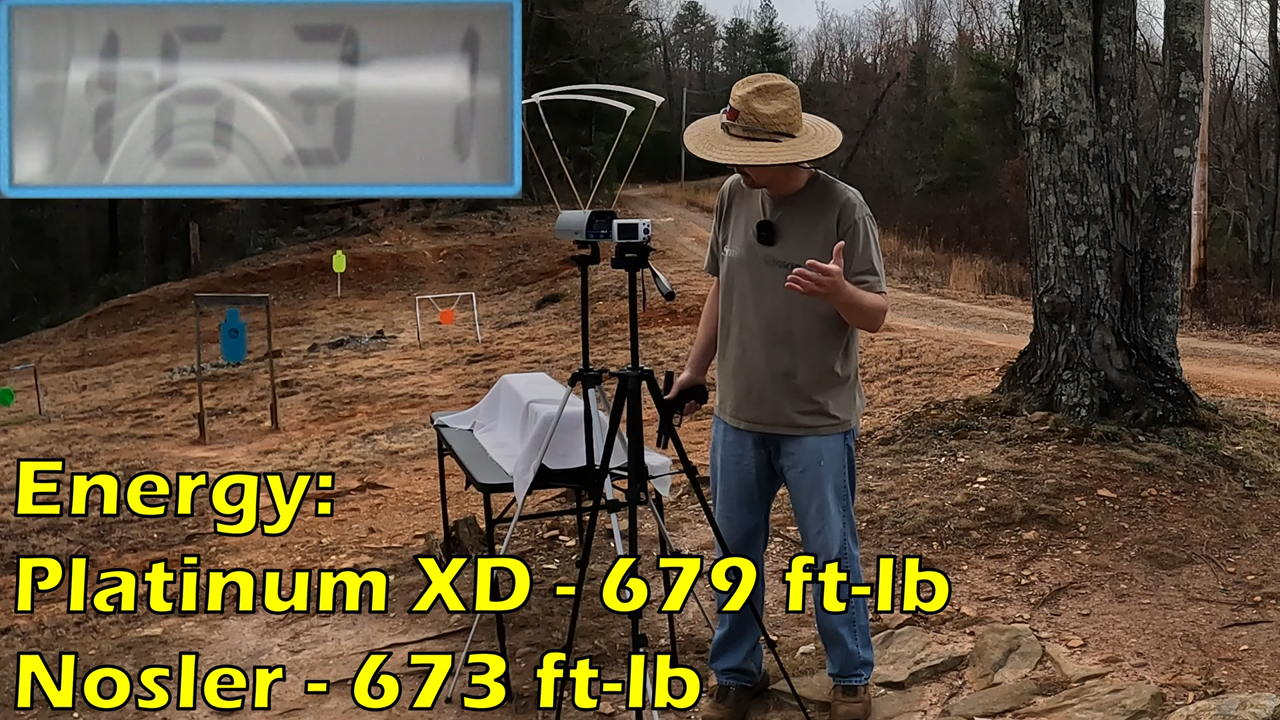 1631
Energy:
Platinum XD - 679 ft-lb
Nosler - 673 ft-lb